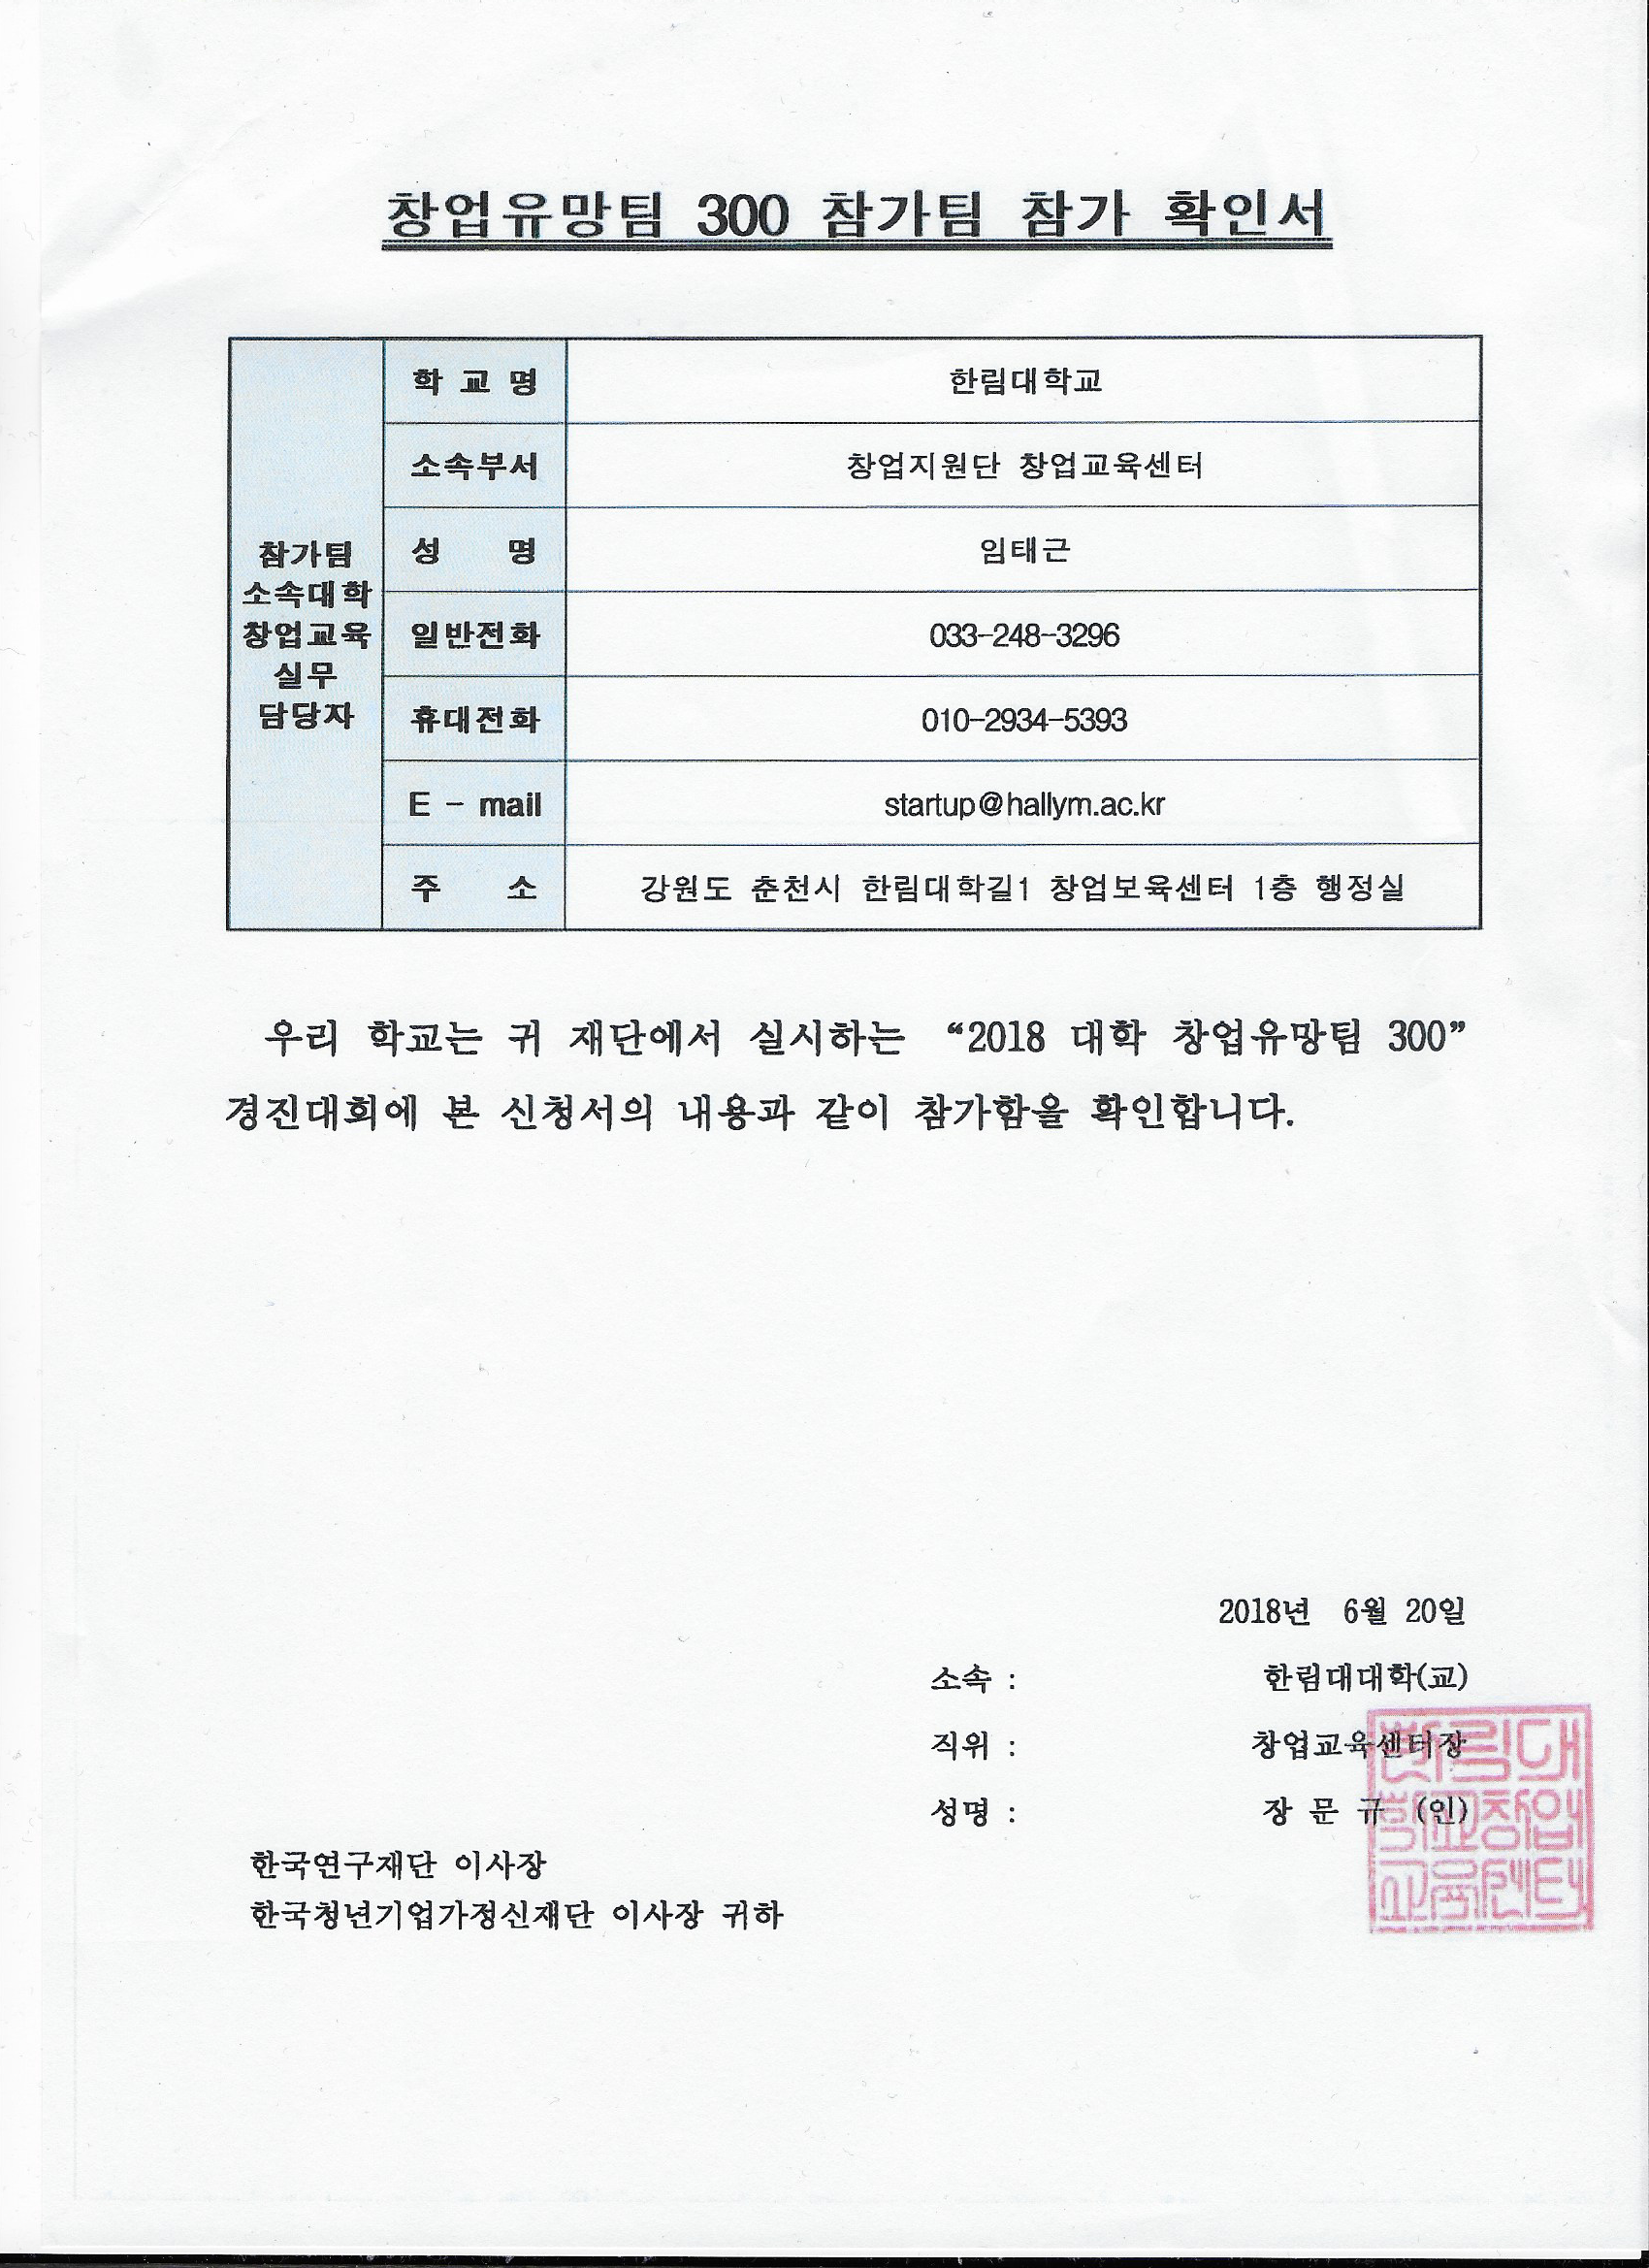 창업유망팀 300 참가팀 참가 확인서
참가팀
소속대학
창업교육
실무
담당자
학 교 명 한림대학교
소속부서 창업지원단 창업교육센터
성 명 임태근
일반전화 033-248-3296
휴대전화 010-2934-5393
E - mail startup@hallym.ac.kr
주 소 강원도 춘천시 한림대학길1 창업보육센터 1층 행정실
우리 학교는 귀 재단에서 실시하는 “2018 대학 창업유망팀 300”
경진대회에 본 신청서의 내용과 같이 참가함을 확인합니다.
2018년 6월 20일
소속 : 한림대대학(교)
직위 : 창업교육센터장
성명 : 장 문 규 (인)
한림대
학교창업
교육센터
한국연구재단 이사장
한국청년기업가정신재단 이사장 귀하